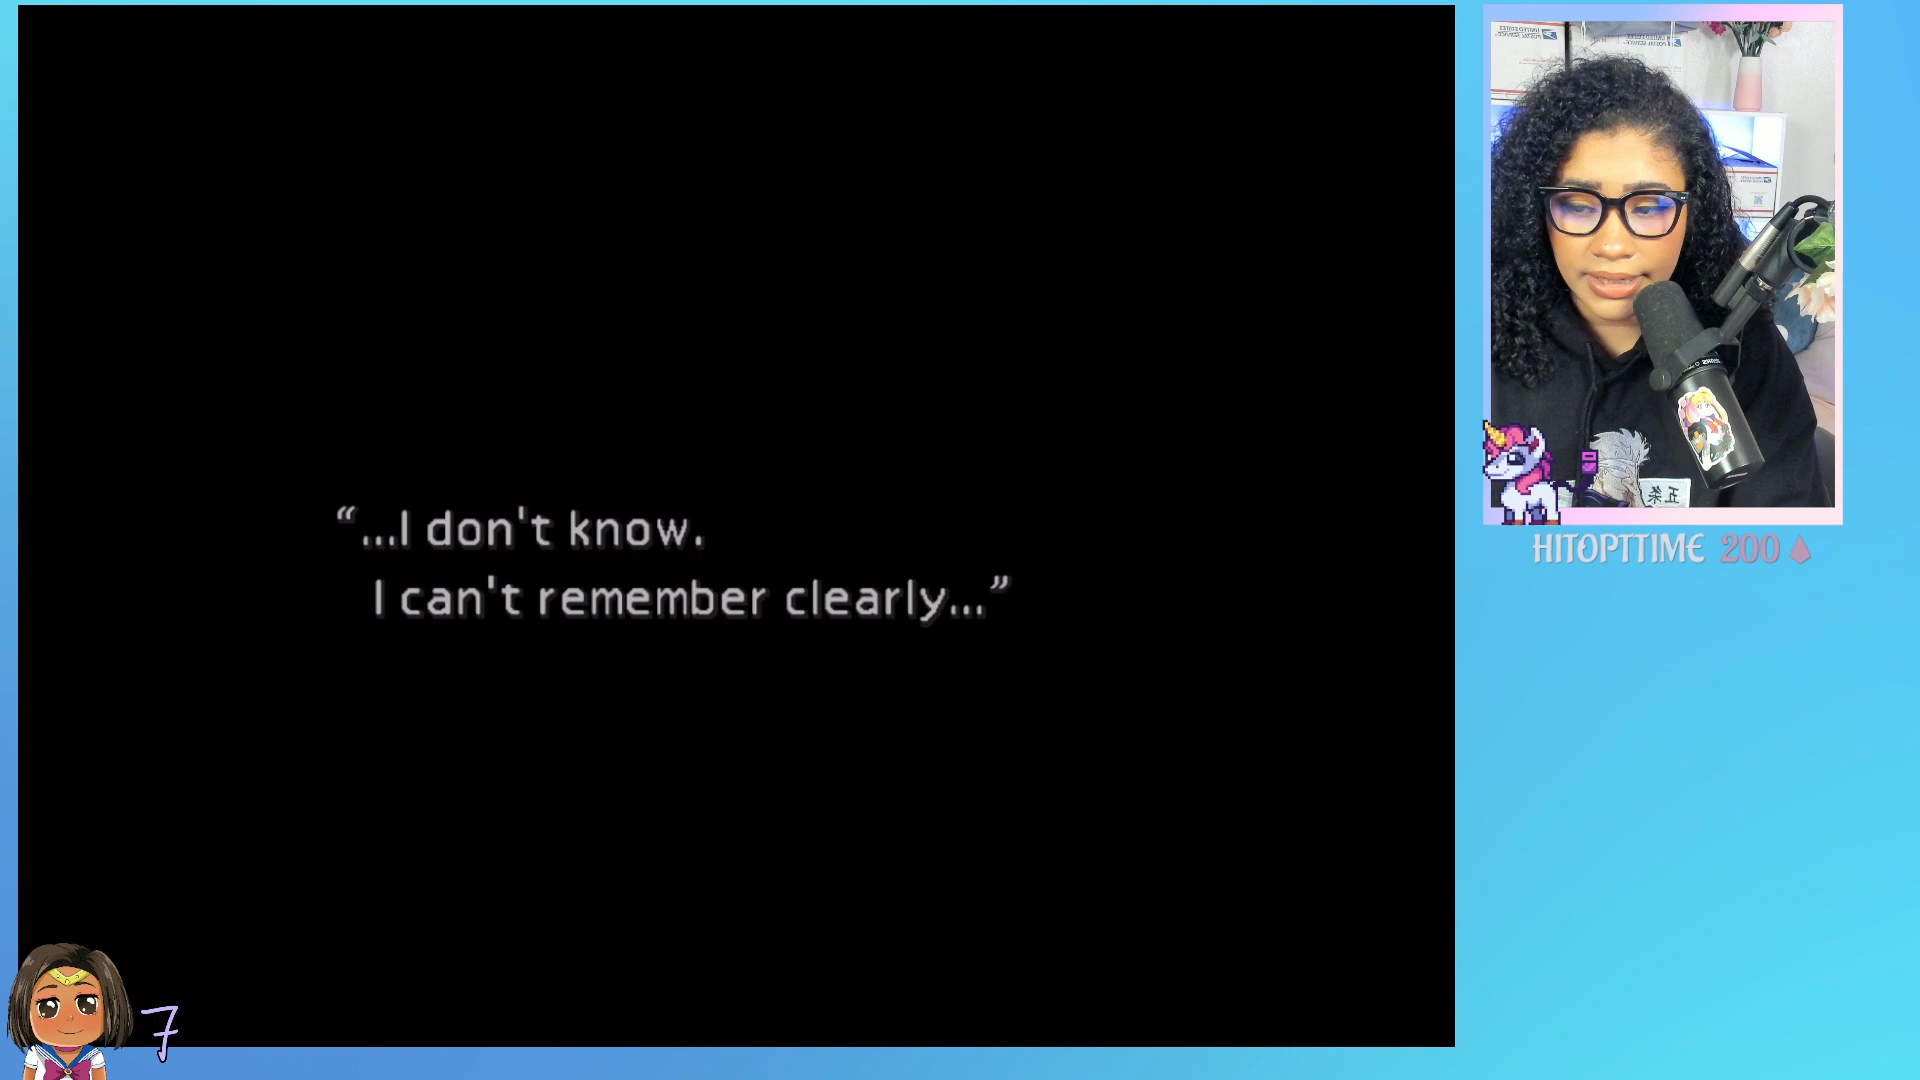 “...I don't know.
I can't remember clearly...”
HITOPTTIME 200
7